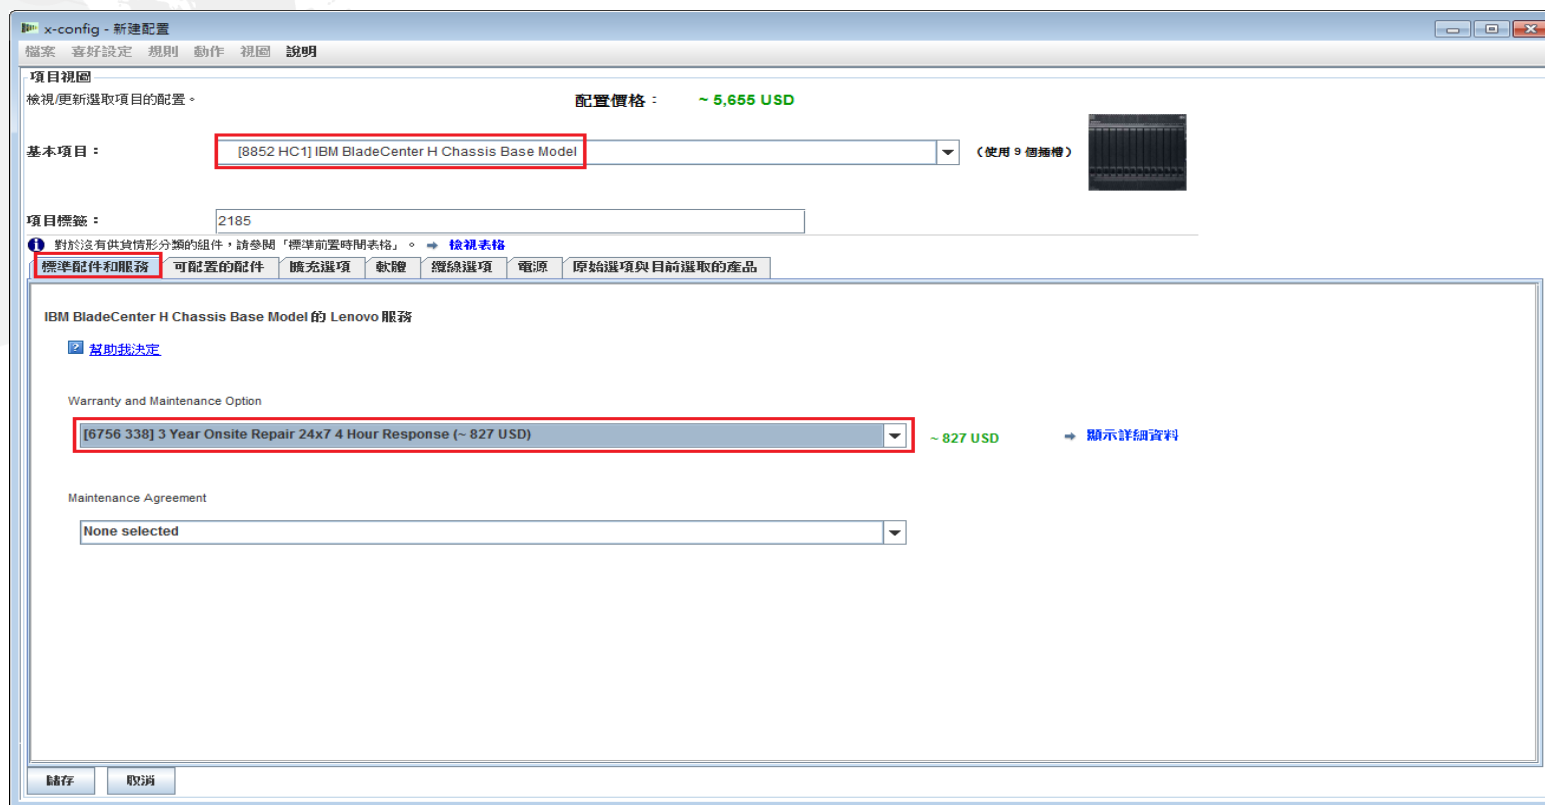 x-config - 新建配置
檔案 喜好設定 規則 動作 視圖 說明
項目視圖
檢視/更新選取項目的配置。
配置價格： ~ 5,655 USD
基本項目： [8852 HC1] IBM BladeCenter H Chassis Base Model （使用 9 個插槽）
項目標籤： 2185
對於沒有供貨情形分類的組件，請參閱「標準前置時間表格」。 ➡ 檢視表格
標準配件和服務 可配置的配件 擴充選項 軟體 纜線選項 電源 原始選項與目前選取的產品
IBM BladeCenter H Chassis Base Model 的 Lenovo 服務
? 幫助我決定
Warranty and Maintenance Option
[6756 338] 3 Year Onsite Repair 24x7 4 Hour Response (~ 827 USD) ~ 827 USD ➡ 顯示詳細資料
Maintenance Agreement
None selected
儲存 取消